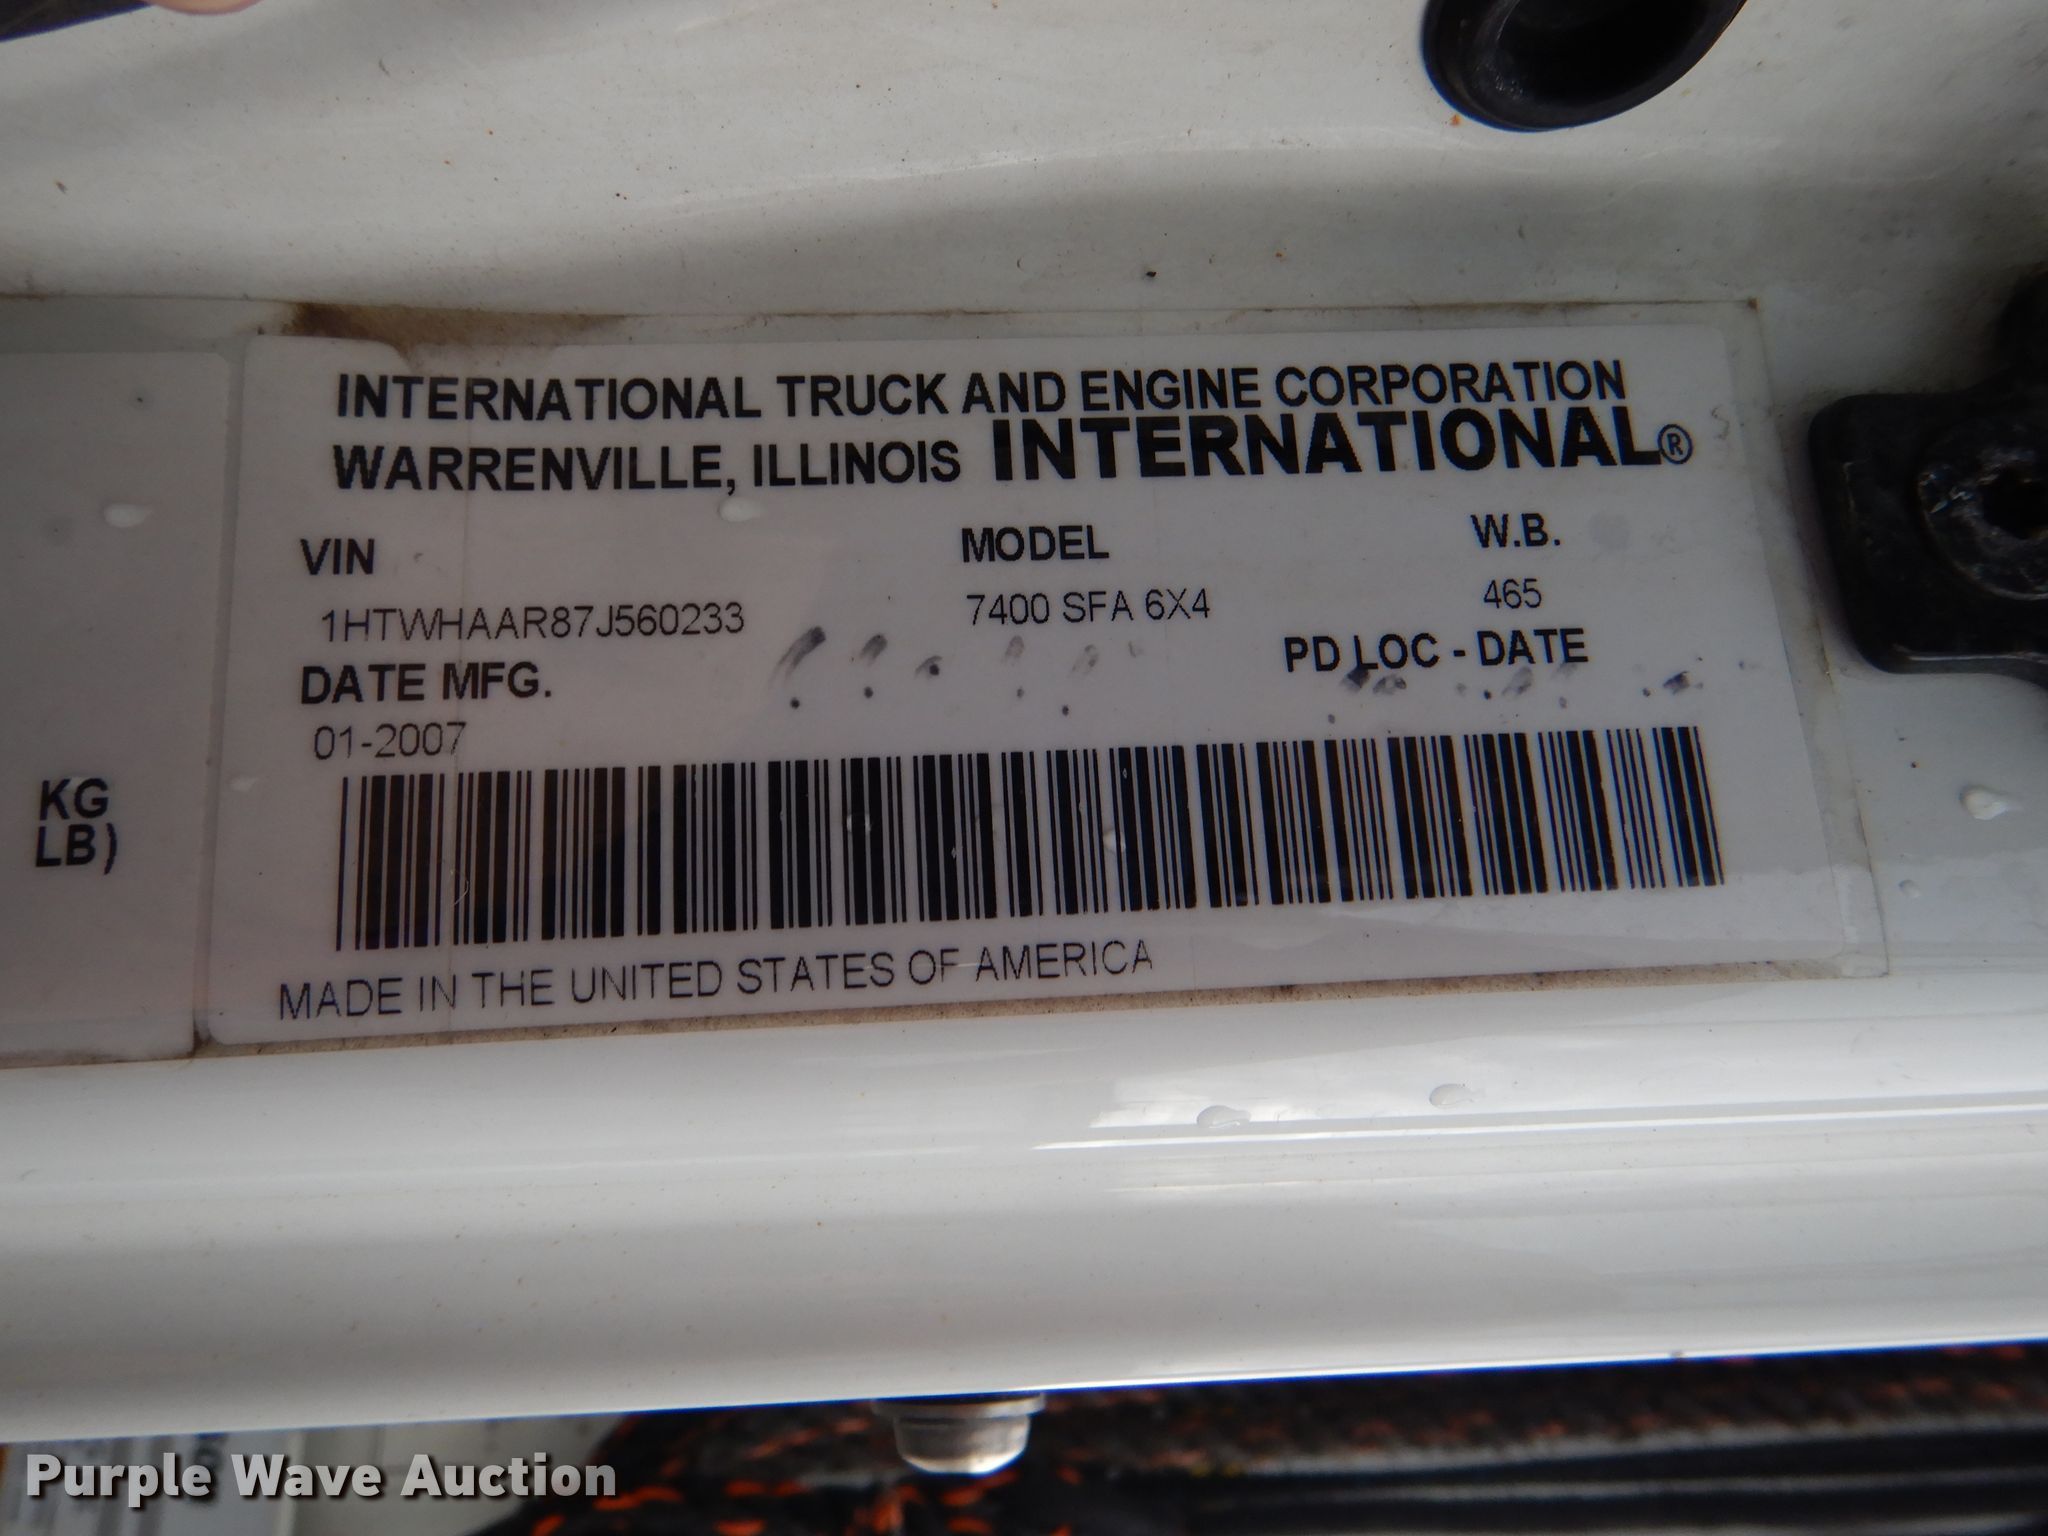 INTERNATIONAL TRUCK AND ENGINE CORPORATION
WARRENVILLE, ILLINOIS INTERNATIONAL®
VIN MODEL W.B.
1HTWHAAR87J560233 7400 SFA 6X4 465
DATE MFG. PD LOC - DATE
01-2007
KG
LB)
MADE IN THE UNITED STATES OF AMERICA
Purple Wave Auction